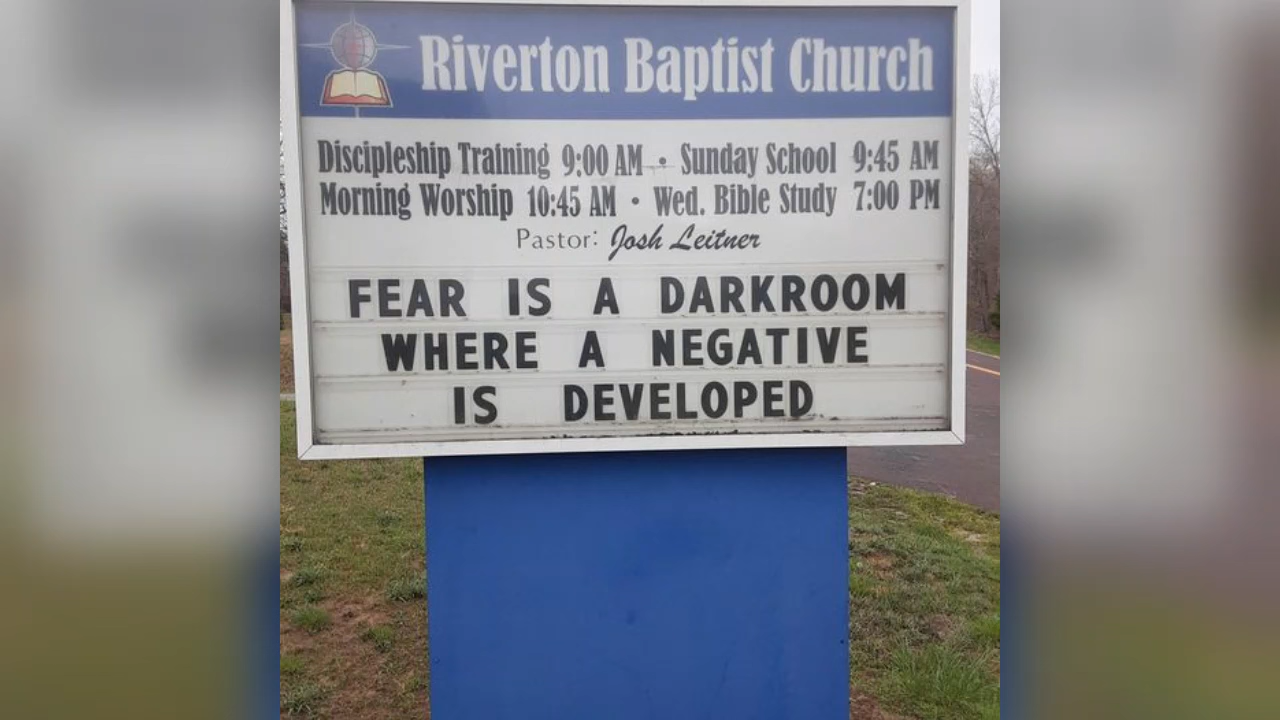 Riverton Baptist Church
Discipleship Training 9:00 AM • Sunday School 9:45 AM
Morning Worship 10:45 AM • Wed. Bible Study 7:00 PM
Pastor: Josh Leitner
FEAR IS A DARKROOM
WHERE A NEGATIVE
IS DEVELOPED